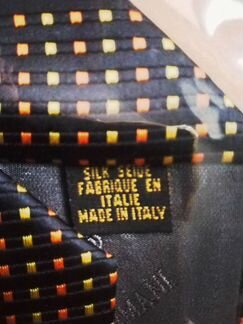 SILK SEIDE
FABRIQUE EN
ITALIE
MADE IN ITALY